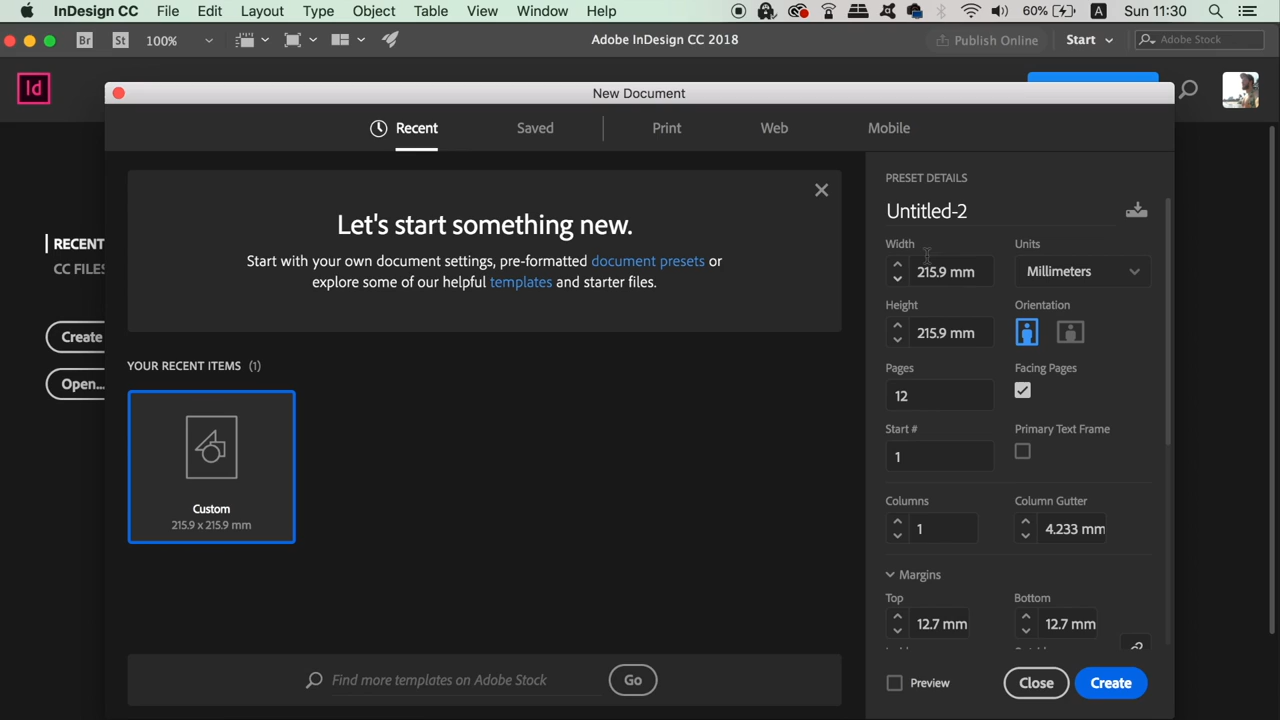 InDesign CC File Edit Layout Type Object Table View Window Help 60% A Sun 11:30
Br St 100% Adobe InDesign CC 2018 Publish Online Start Adobe Stock
Id
New Document
Recent Saved Print Web Mobile
RECENT
CC FILES
Create
Open...
Let's start something new.
Start with your own document settings, pre-formatted document presets or
explore some of our helpful templates and starter files.
YOUR RECENT ITEMS (1)
Custom
215.9 x 215.9 mm
Find more templates on Adobe Stock Go
PRESET DETAILS
Untitled-2
Width Units
215.9 mm Millimeters
Height Orientation
215.9 mm
Pages Facing Pages
12
Start # Primary Text Frame
1
Columns Column Gutter
1 4.233 mm
Margins
Top Bottom
12.7 mm 12.7 mm
Preview Close Create